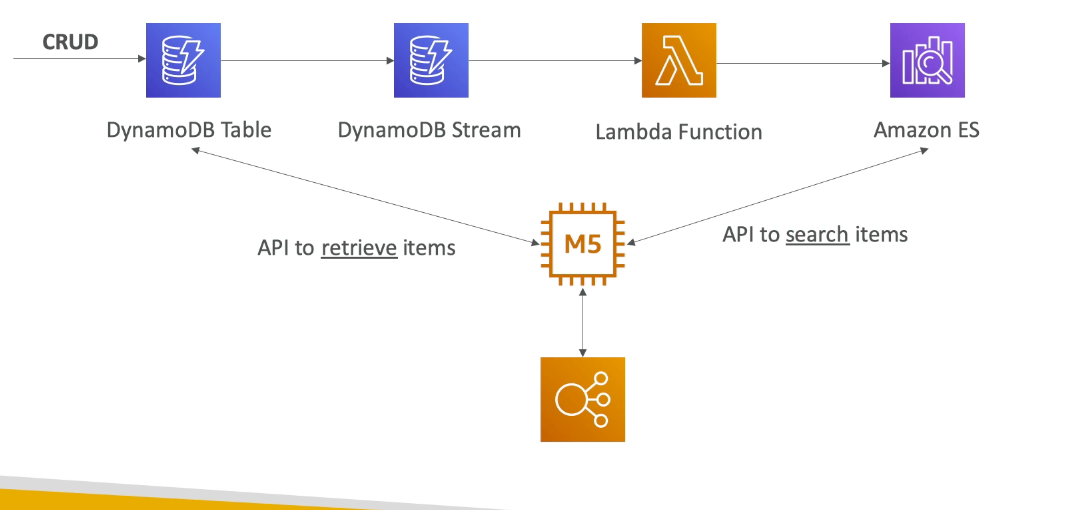 CRUD
DynamoDB Table
DynamoDB Stream
Lambda Function
Amazon ES
API to retrieve items
M5
API to search items